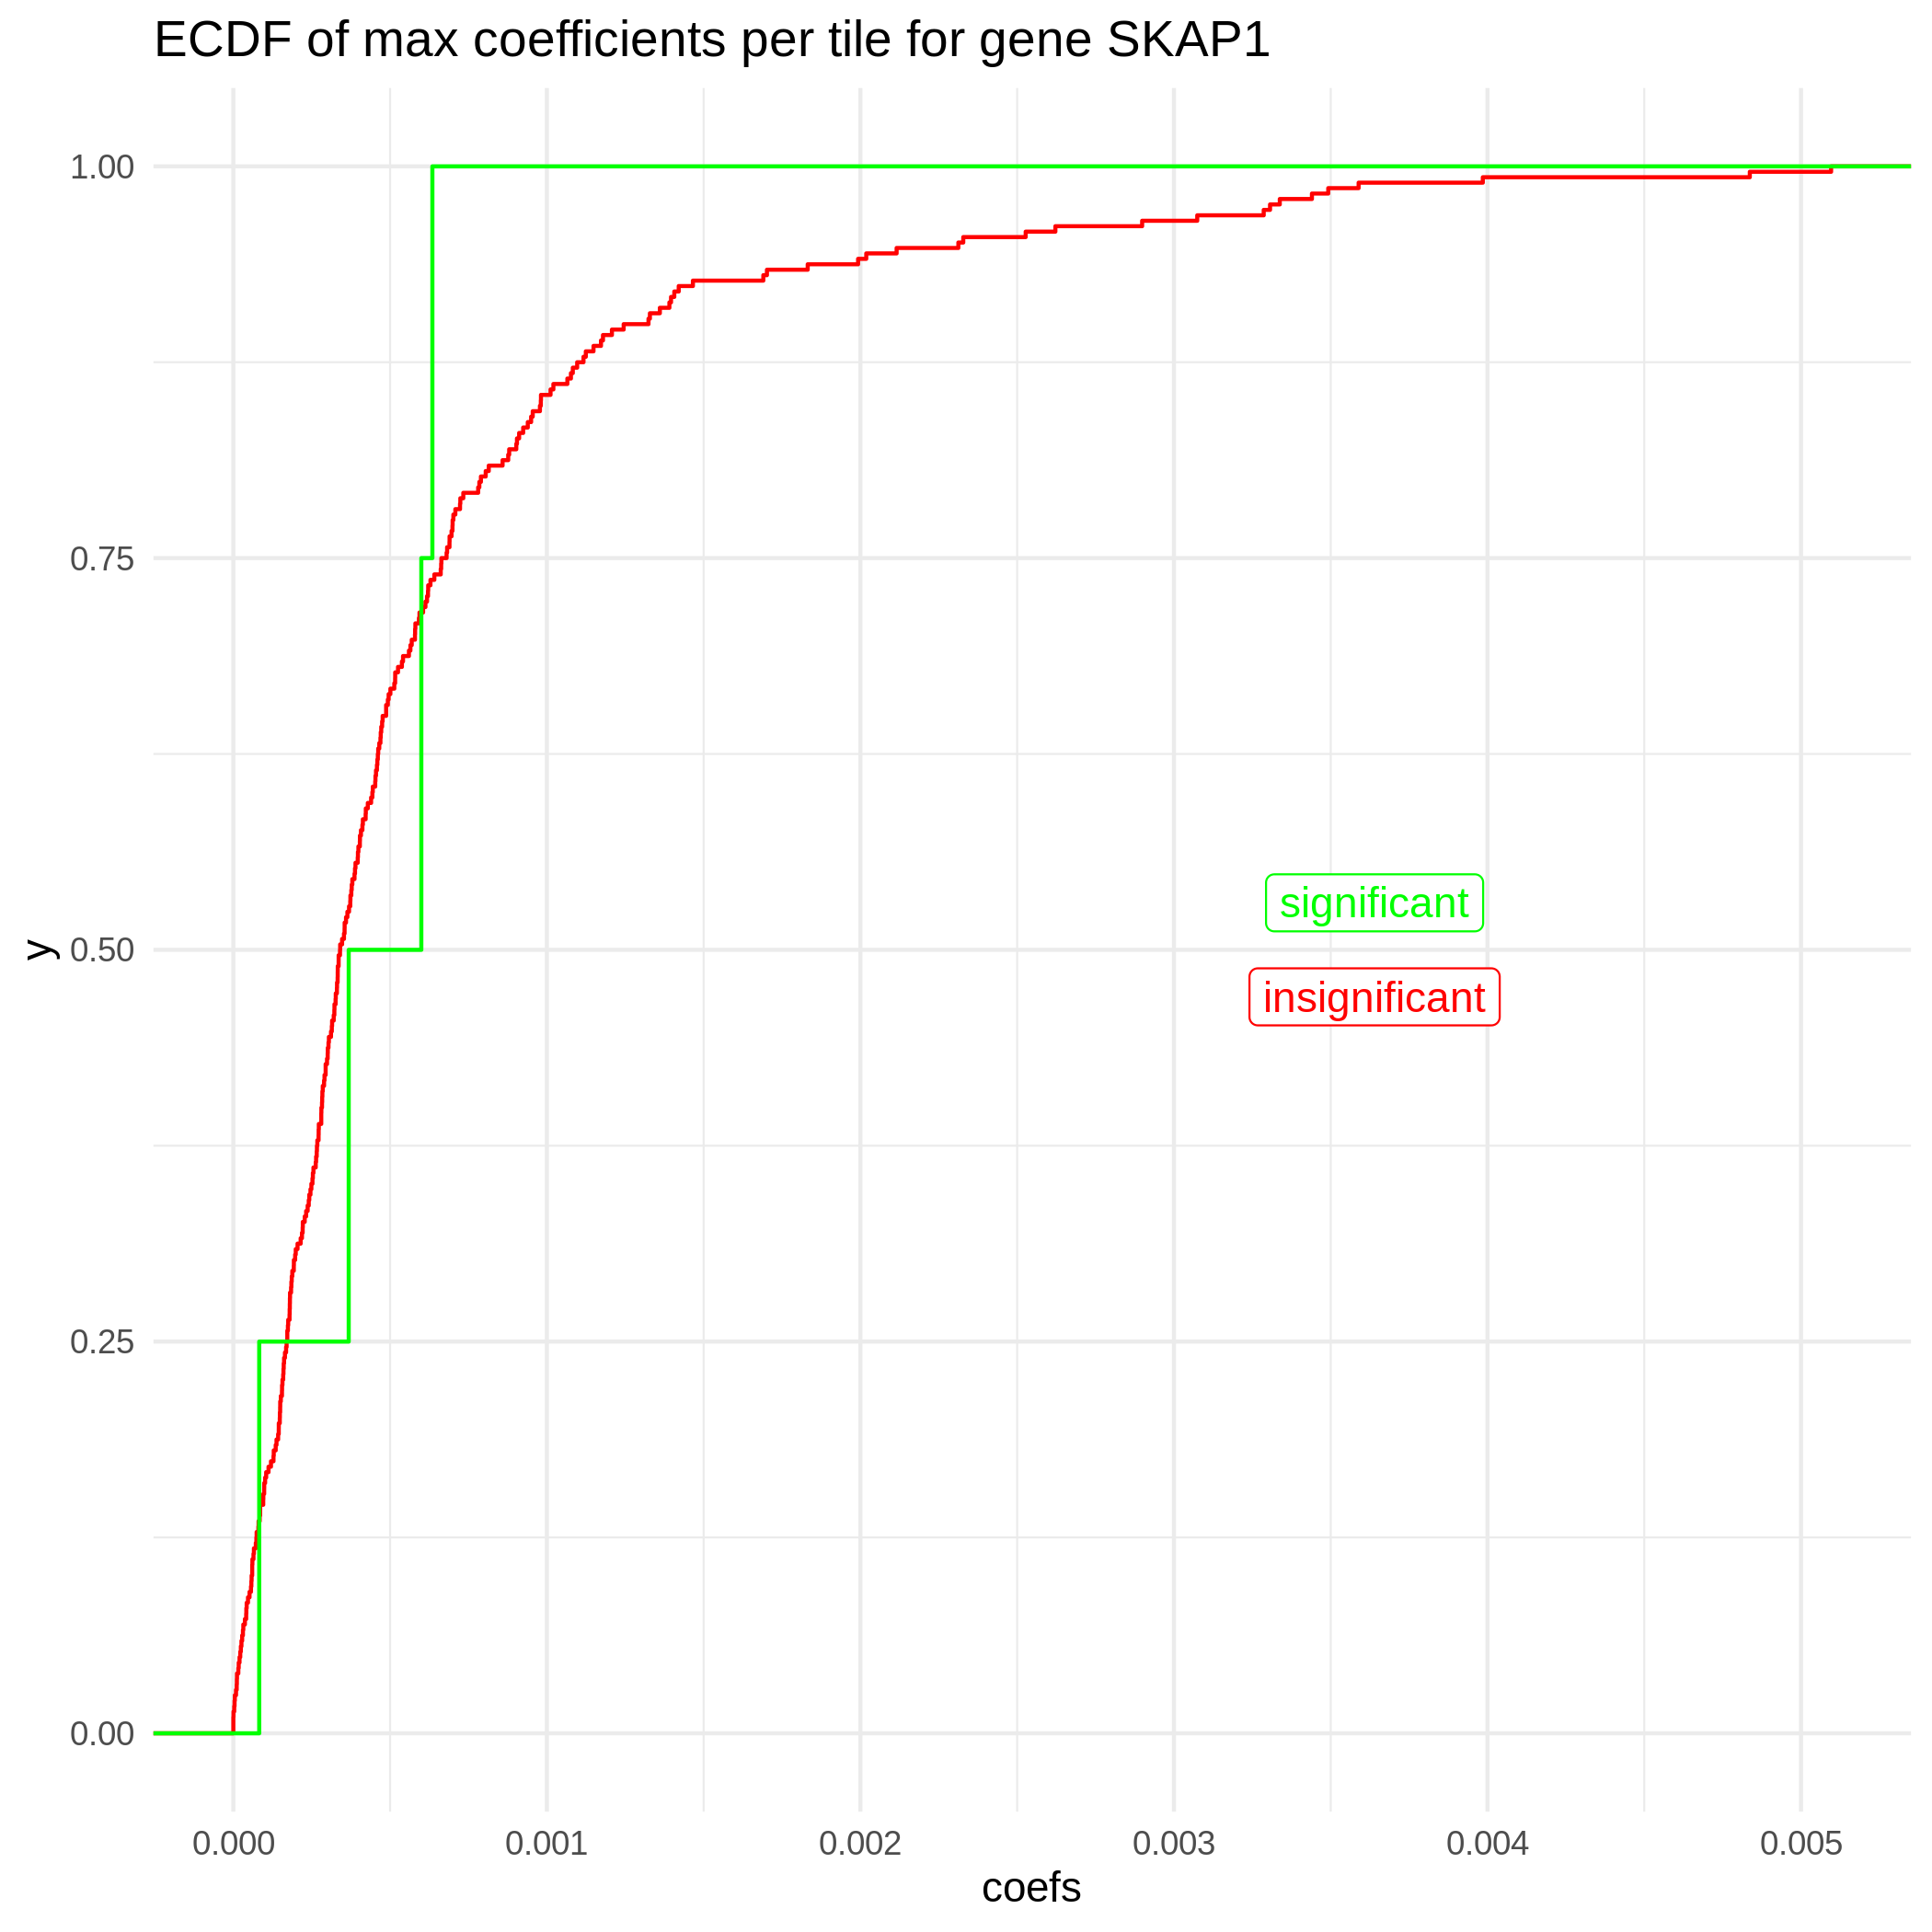 ECDF of max coefficients per tile for gene SKAP1
1.00
0.75
0.50
0.25
0.00
y
significant
insignificant
0.000 0.001 0.002 0.003 0.004 0.005
coefs